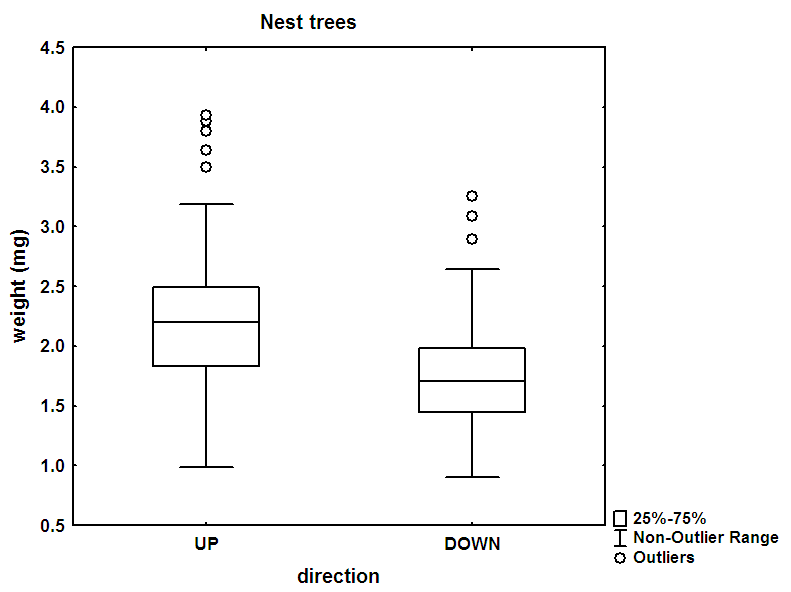 Nest trees
4.5
4.0
3.5
3.0
2.5
2.0
1.5
1.0
0.5
weight (mg)
UP DOWN
direction
25%-75%
Non-Outlier Range
Outliers